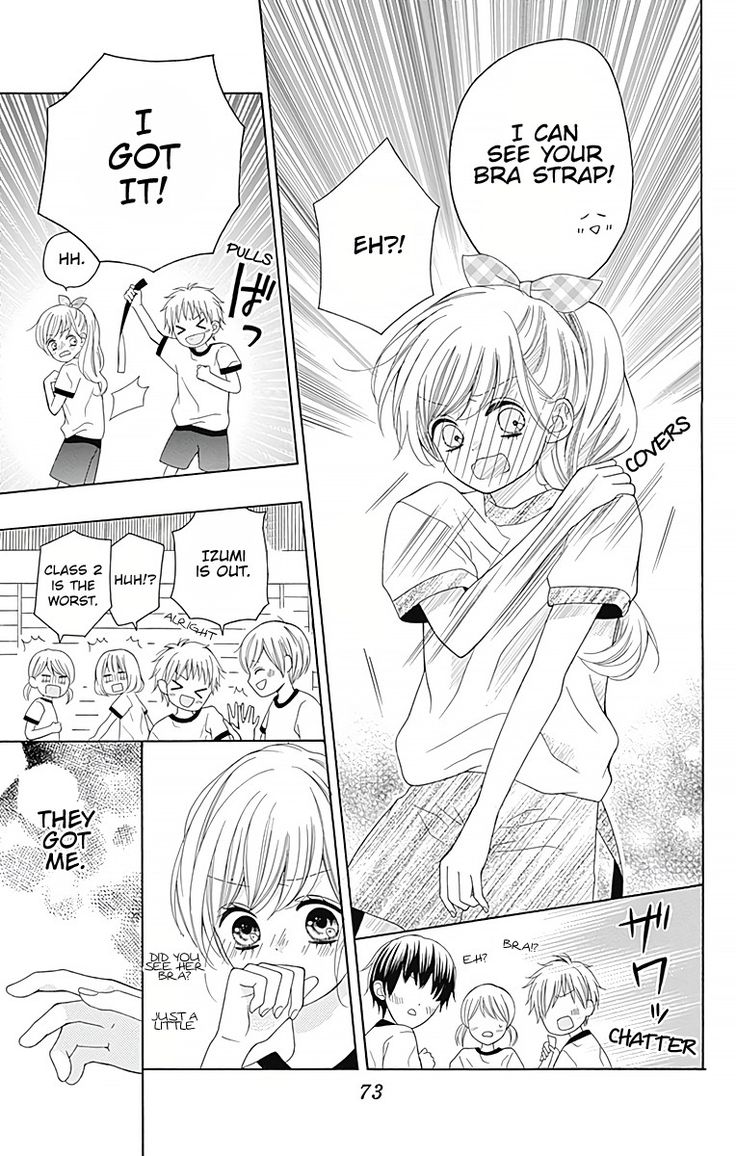 I CAN
SEE YOUR
BRA STRAP!
EH?!
COVERS
EH?
BRA!?
ザワッ
CHATTER
I
GOT
IT!
HH.
PULLS
ばっ
IZUMI
IS OUT.
ALRIGHT
HUH!?
CLASS 2
IS THE
WORST.
DID YOU
SEE HER
BRA?
JUST A
LITTLE
THEY
GOT
ME.
73